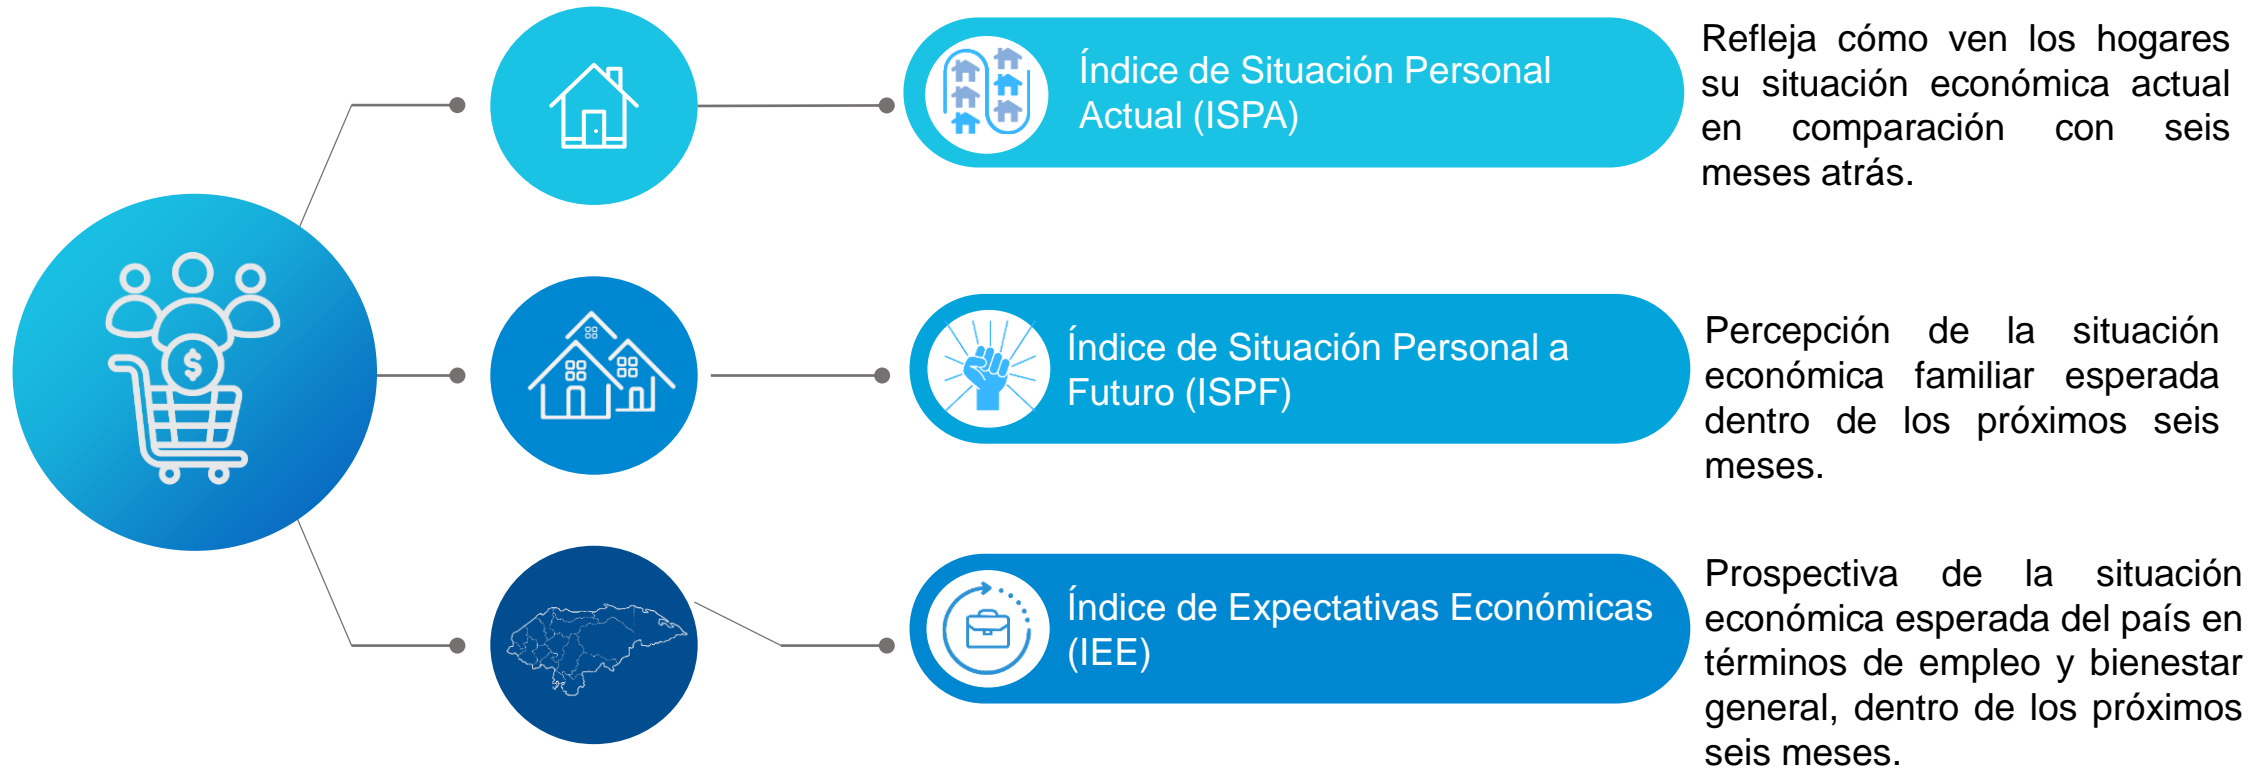 Índice de Situación Personal
Actual (ISPA)
Refleja cómo ven los hogares
su situación económica actual
en comparación con seis
meses atrás.
$
Índice de Situación Personal a
Futuro (ISPF)
Percepción de la situación
económica familiar esperada
dentro de los próximos seis
meses.
Índice de Expectativas Económicas
(IEE)
Prospectiva de la situación
económica esperada del país en
términos de empleo y bienestar
general, dentro de los próximos
seis meses.